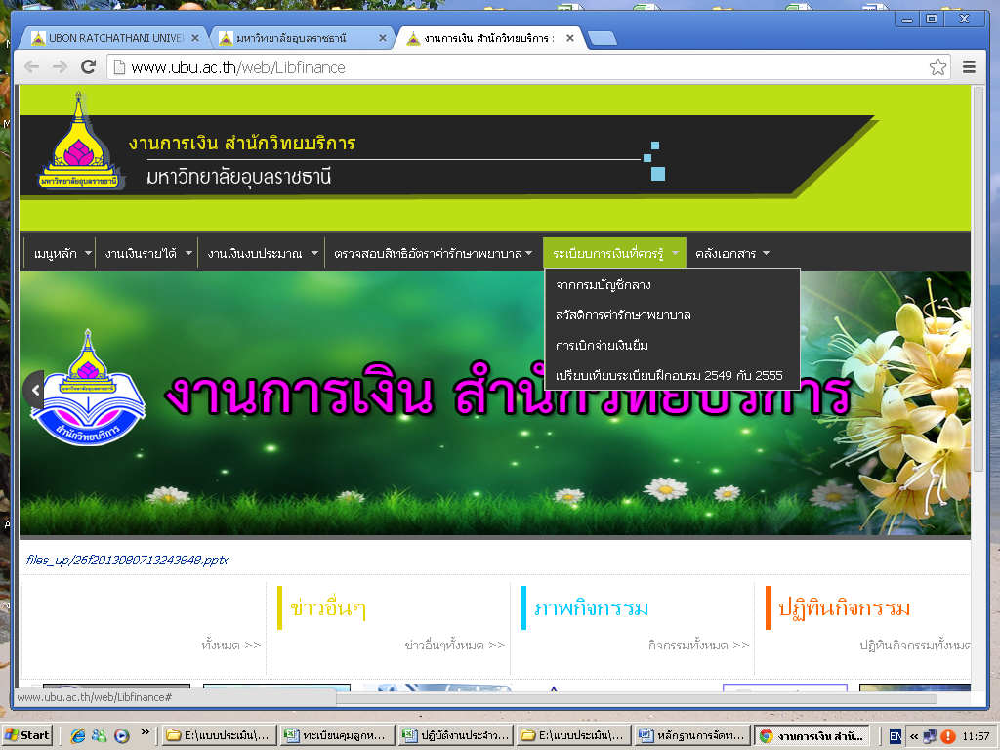 UBON RATCHATHANI UNIVE
มหาวิทยาลัยอุบลราชธานี
งานการเงิน สำนักวิทยบริการ :
www.ubu.ac.th/web/Libfinance
งานการเงิน สำนักวิทยบริการ
มหาวิทยาลัยอุบลราชธานี
มหาวิทยาลัยอุบลราชธานี
เมนูหลัก
งานเงินรายได้
งานเงินงบประมาณ
ตรวจสอบสิทธิอัตราค่ารักษาพยาบาล
ระเบียบการเงินที่ควรรู้
คลังเอกสาร
จากกรมบัญชีกลาง
สวัสดิการค่ารักษาพยาบาล
การเบิกจ่ายเงินยืม
เปรียบเทียบระเบียบฝึกอบรม 2549 กับ 2555
งานการเงิน สำนักวิทยบริการ
สำนักวิทยบริการ
files_up/26f2013080713243848.pptx
ข่าวอื่นๆ
ภาพกิจกรรม
ปฏิทินกิจกรรม
ทั้งหมด >>
ข่าวอื่นๆทั้งหมด >>
กิจกรรมทั้งหมด >>
ปฏิทินกิจกรรมทั้งหมด
www.ubu.ac.th/web/Libfinance#
Start
E:\แบบประเมิน\...
ทะเบียนคุมลูกห...
ปฏิบัติงานประจำว...
E:\แบบประเมิน\...
หลักฐานการจัดท...
งานการเงิน สำนั...
EN
11:57